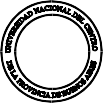 UNIVERSIDAD NACIONAL DEL CENTRO
DE LA PROVINCIA DE BUENOS AIRES